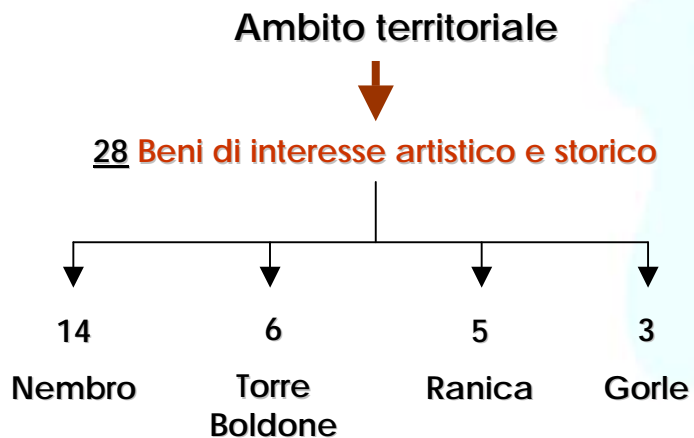 Ambito territoriale
28 Beni di interesse artistico e storico
14 6 5 3
Nembro Torre Boldone Ranica Gorle